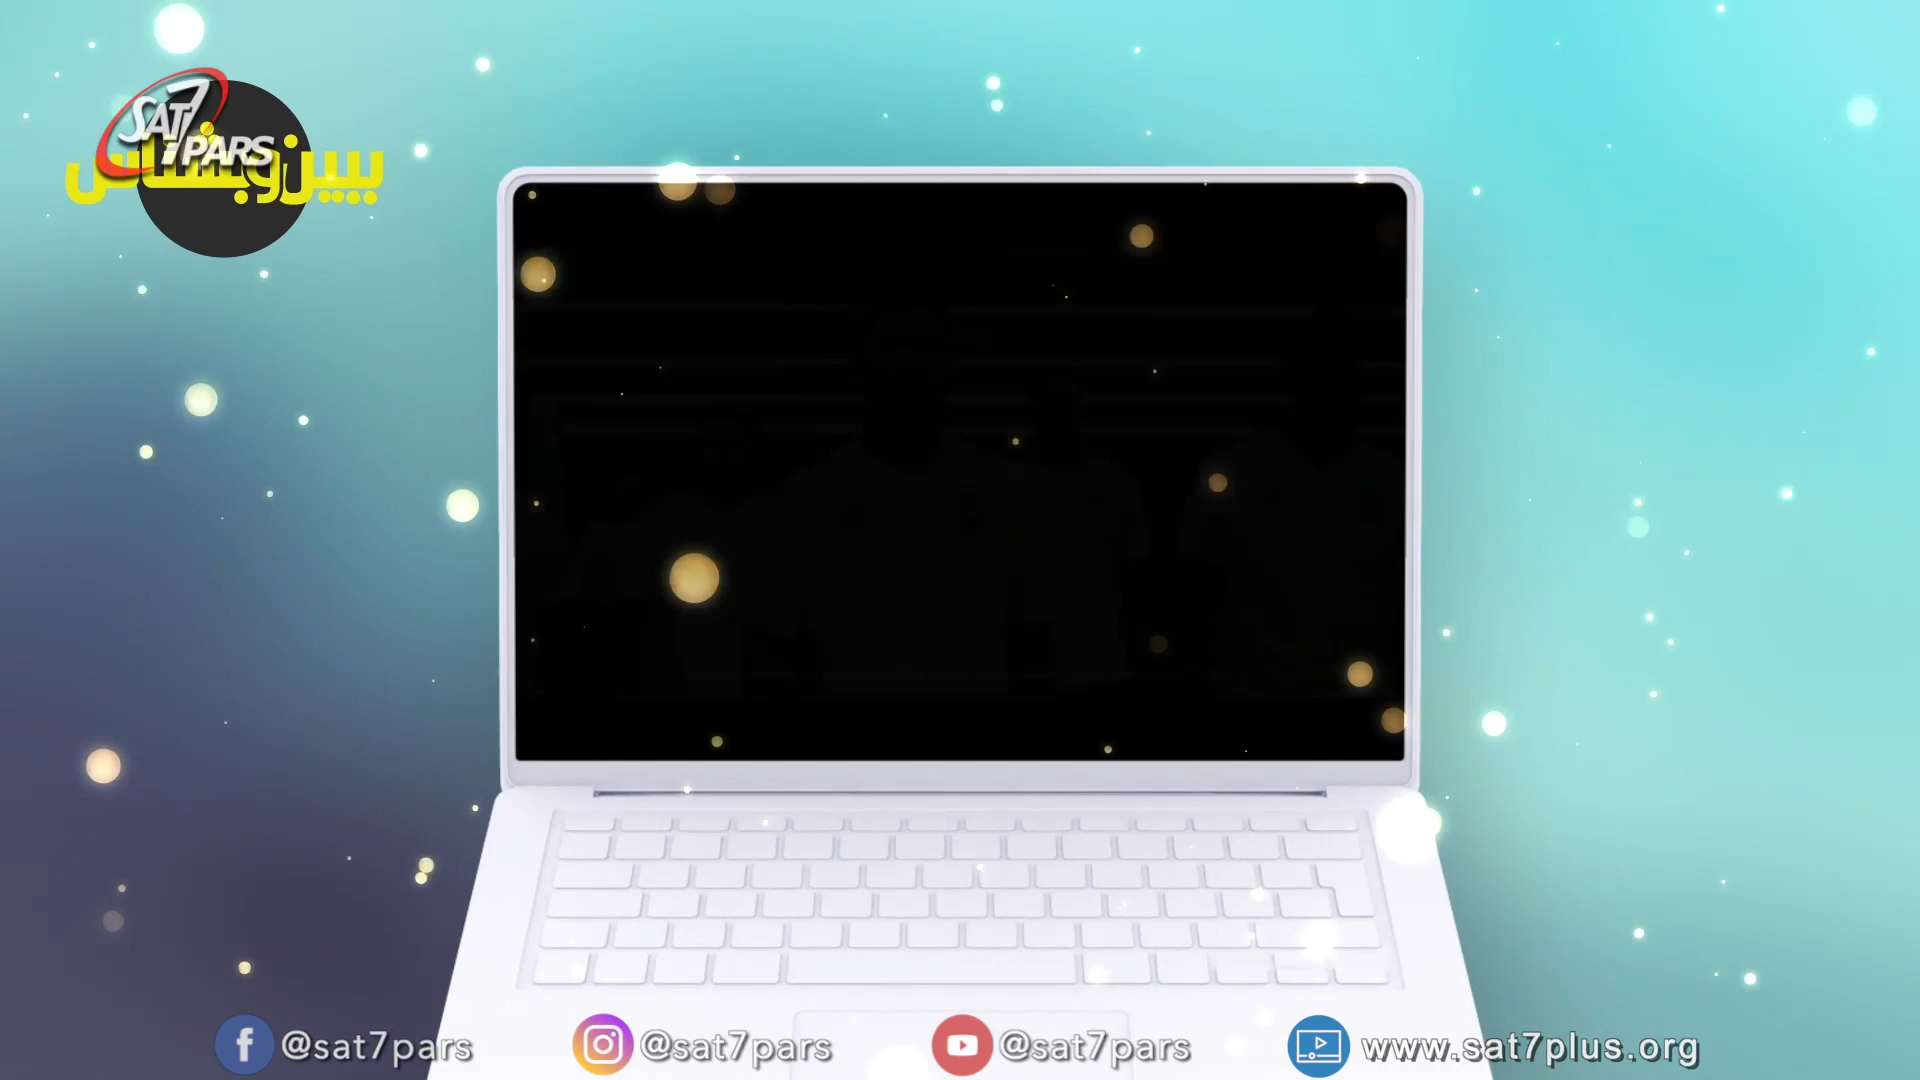 SAT7
PARS
ببین و بشناس
@sat7pars
@sat7pars
@sat7pars
www.sat7plus.org